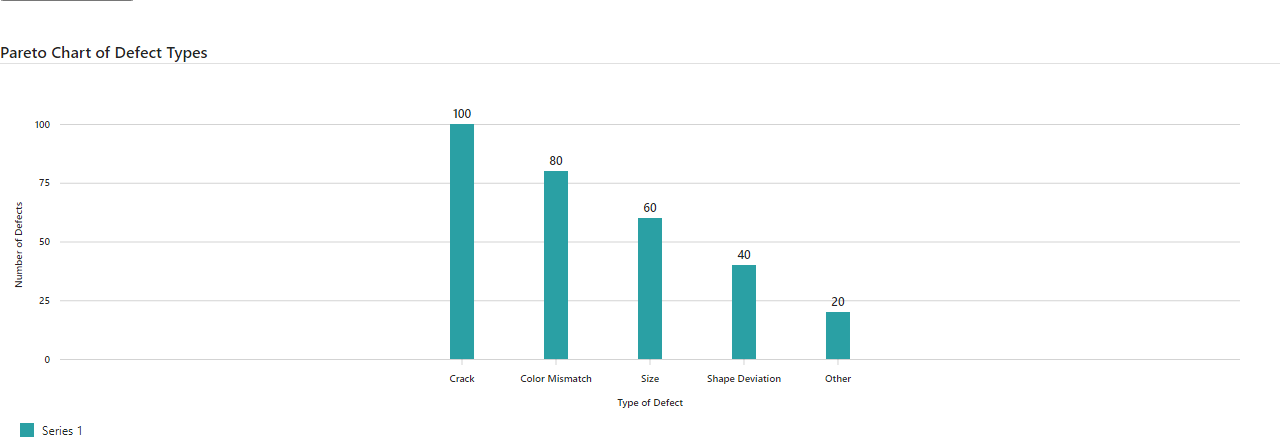 Pareto Chart of Defect Types
100
100
80
75
60
50
40
25
20
0
Number of Defects
Crack
Color Mismatch
Size
Shape Deviation
Other
Type of Defect
Series 1